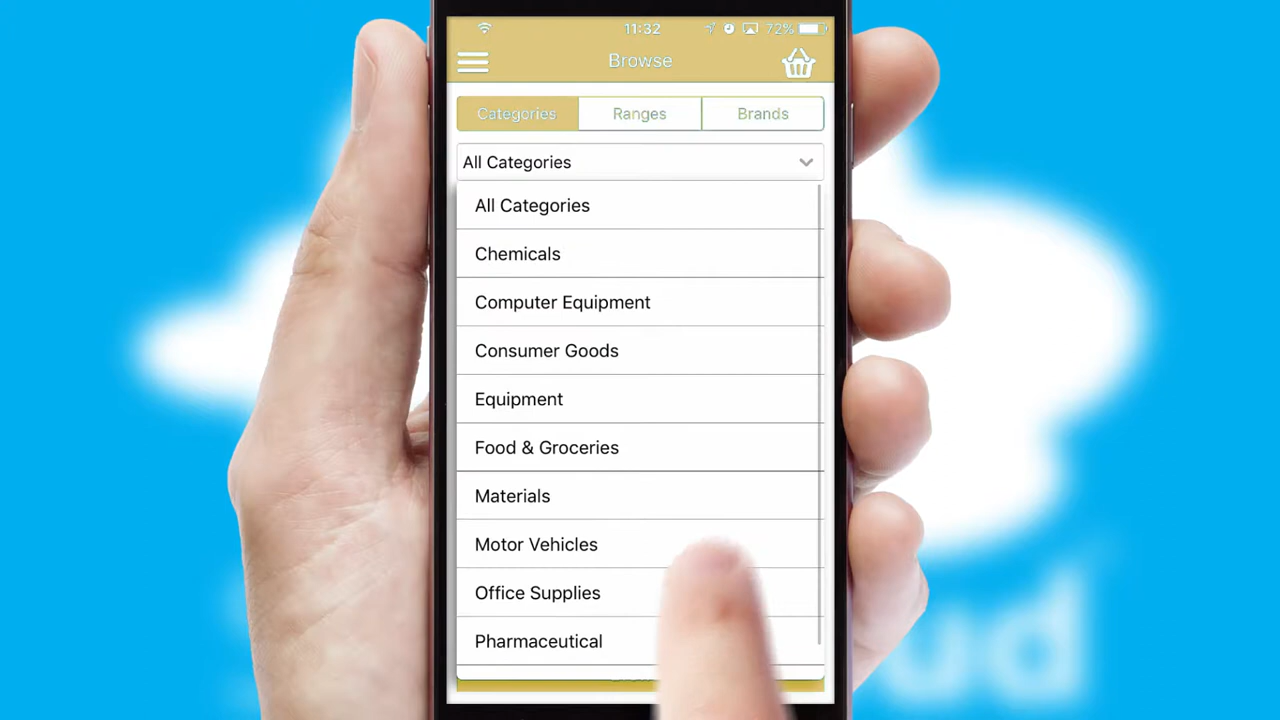 11:32
72%
Browse
Categories
Ranges
Brands
All Categories
All Categories
Chemicals
Computer Equipment
Consumer Goods
Equipment
Food & Groceries
Materials
Motor Vehicles
Office Supplies
Pharmaceutical